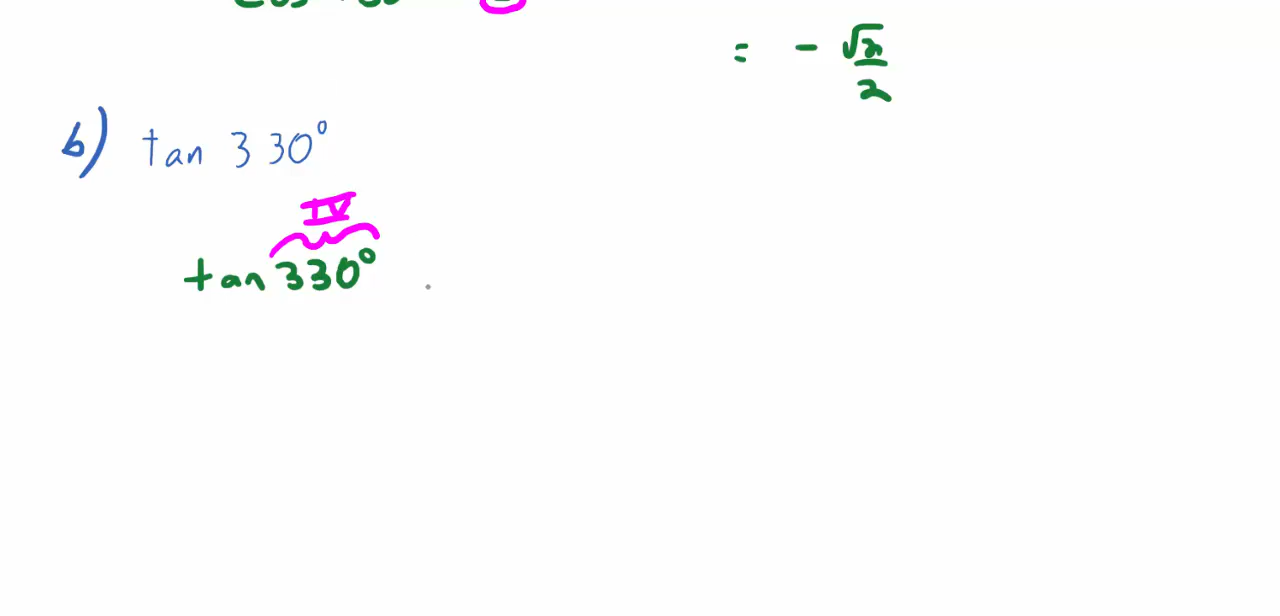 = - √2/2
b) tan 330°
IV
tan 330°